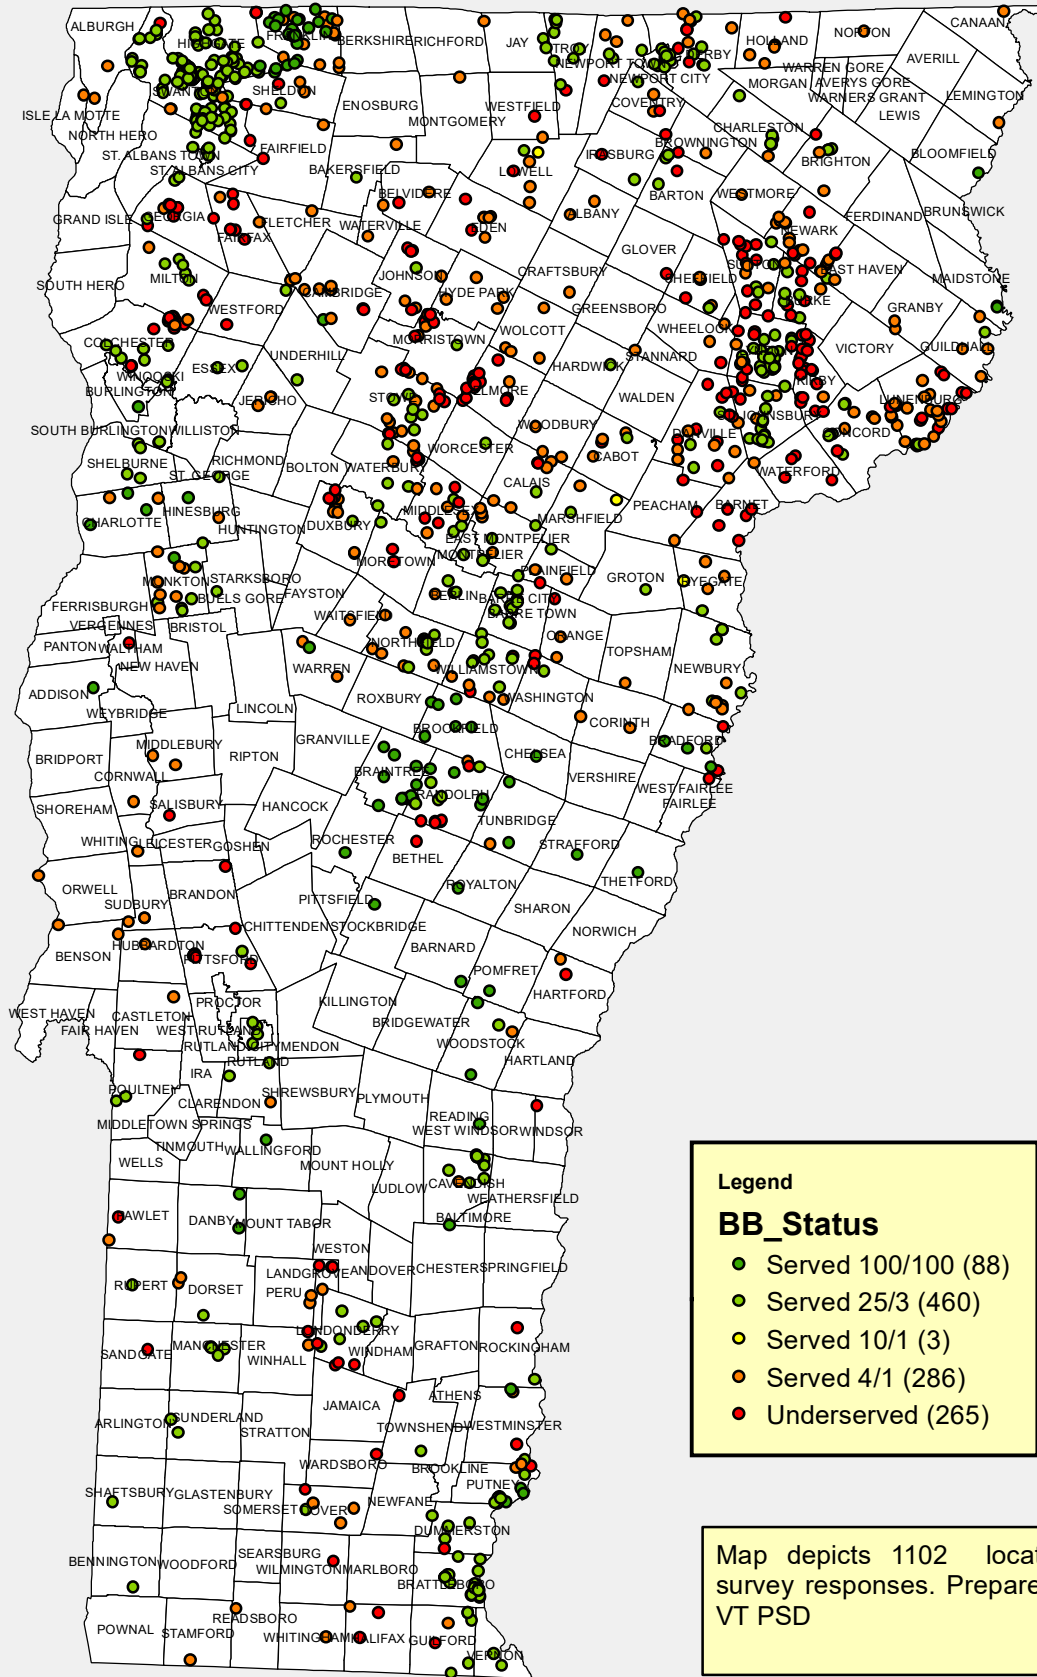 ALBURGH
HIGHGATE
FRANKLIN
BERKSHIRE
RICHFORD
JAY
TROY
NEWPORT TOWN
DERBY
HOLLAND
NORTON
CANAAN
AVERILL
NEWPORT CITY
MORGAN
WARREN GORE
AVERYS GORE
WARNERS GRANT
LEMINGTON
LEWIS
SWANTON
SHELDON
ENOSBURG
MONTGOMERY
WESTFIELD
COVENTRY
CHARLESTON
ISLE LA MOTTE
NORTH HERO
ST. ALBANS TOWN
ST. ALBANS CITY
FAIRFIELD
BAKERSFIELD
LOWELL
IRASBURG
BROWNINGTON
BRIGHTON
BLOOMFIELD
BARTON
WESTMORE
BELVIDERE
GRAND ISLE
GEORGIA
FAIRFAX
FLETCHER
WATERVILLE
EDEN
ALBANY
NEWARK
FERDINAND
BRUNSWICK
GLOVER
SUTTON
EAST HAVEN
MAIDSTONE
SOUTH HERO
MILTON
JOHNSON
HYDE PARK
CRAFTSBURY
SHEFFIELD
WESTFORD
CAMBRIDGE
GREENSBORO
BURKE
GRANBY
WOLCOTT
WHEELOCK
GUILDHALL
COLCHESTER
UNDERHILL
MORRISTOWN
STANNARD
VICTORY
WINOOSKI
ESSEX
HARDWICK
BURLINGTON
JERICHO
STOWE
ELMORE
WALDEN
KIRBY
LUNENBURG
SOUTH BURLINGTON
WILLISTON
WOODBURY
DANVILLE
ST. JOHNSBURY
CONCORD
SHELBURNE
RICHMOND
BOLTON
WATERBURY
WORCESTER
CABOT
ST. GEORGE
CALAIS
WATERFORD
CHARLOTTE
HINESBURG
HUNTINGTON
DUXBURY
MIDDLESEX
MARSHFIELD
PEACHAM
BARNET
EAST MONTPELIER
MONTPELIER
MORETOWN
PLAINFIELD
GROTON
RYEGATE
MONKTON
STARKSBORO
BUELS GORE
FAYSTON
BERLIN
BARRE CITY
BARRE TOWN
FERRISBURGH
VERGENNES
WAITSFIELD
PANTON
WALTHAM
BRISTOL
NORTHFIELD
ORANGE
TOPSHAM
NEW HAVEN
WARREN
WILLIAMSTOWN
NEWBURY
ADDISON
WEYBRIDGE
LINCOLN
ROXBURY
WASHINGTON
CORINTH
BROOKFIELD
BRADFORD
BRIDPORT
MIDDLEBURY
CORNWALL
RIPTON
GRANVILLE
BRAINTREE
CHELSEA
VERSHIRE
WEST FAIRLEE
FAIRLEE
SHOREHAM
SALISBURY
HANCOCK
RANDOLPH
TUNBRIDGE
WHITING
LEICESTER
GOSHEN
ROCHESTER
BETHEL
STRAFFORD
ORWELL
BRANDON
THETFORD
SUDBURY
PITTSFIELD
ROYALTON
SHARON
CHITTENDEN
STOCKBRIDGE
NORWICH
BENSON
HUBBARDTON
PITTSFORD
BARNARD
POMFRET
HARTFORD
WEST HAVEN
FAIR HAVEN
CASTLETON
PROCTOR
KILLINGTON
BRIDGEWATER
WEST RUTLAND
RUTLAND CITY
MENDON
WOODSTOCK
HARTLAND
RUTLAND
IRA
POULTNEY
CLARENDON
SHREWSBURY
PLYMOUTH
READING
WEST WINDSOR
WINDSOR
MIDDLETOWN SPRINGS
TINMOUTH
WALLINGFORD
WELLS
MOUNT HOLLY
LUDLOW
CAVENDISH
WEATHERSFIELD
PAWLET
DANBY
MOUNT TABOR
BALTIMORE
WESTON
LANDGROVE
ANDOVER
CHESTER
SPRINGFIELD
RUPERT
DORSET
PERU
LONDONDERRY
SANDGATE
MANCHESTER
WINHALL
WINDHAM
GRAFTON
ROCKINGHAM
ARLINGTON
SUNDERLAND
STRATTON
JAMAICA
ATHENS
TOWNSHEND
WESTMINSTER
WARDSBORO
BROOKLINE
PUTNEY
SHAFTSBURY
GLASTENBURY
SOMERSET
DOVER
NEWFANE
DUMMERSTON
BENNINGTON
WOODFORD
SEARSBURG
WILMINGTON
MARLBORO
BRATTLEBORO
POWNAL
STAMFORD
READSBORO
WHITINGHAM
HALIFAX
GUILFORD
VERNON
Legend
BB_Status
Served 100/100 (88)
Served 25/3 (460)
Served 10/1 (3)
Served 4/1 (286)
Underserved (265)
Map depicts 1102 locat
survey responses. Prepare
VT PSD